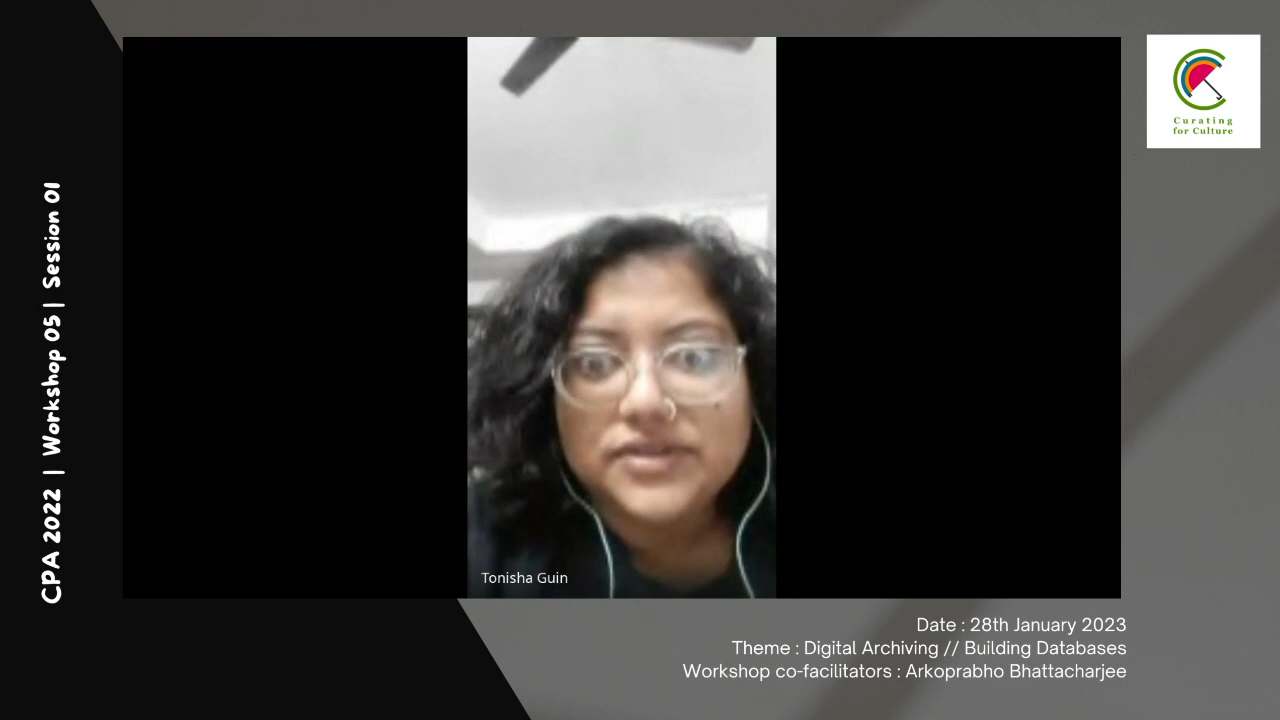 CPA 2022 | Workshop 05 | Session 01
Curating
for Culture
Tonisha Guin
Date : 28th January 2023
Theme : Digital Archiving // Building Databases
Workshop co-facilitators : Arkoprabho Bhattacharjee